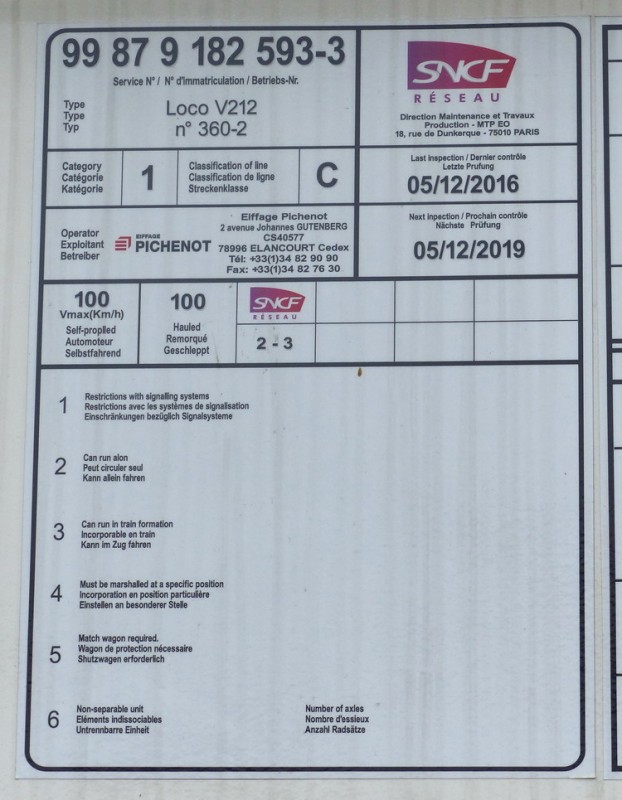 99 87 9 182 593-3
Service N° / N° d'immatriculation / Betriebs-Nr.
Type
Type
Typ
Loco V212
n° 360-2
SNCF
RÉSEAU
Direction Maintenance et Travaux
Production - MTP EO
18, rue de Dunkerque - 75010 PARIS
Category
Catégorie
Kategórie
1
Classification of line
Classification de ligne
Streckenklasse
C
Last inspection / Dernier contrôle
Letzte Prufung
05/12/2016
Operator
Exploitant
Betreiber
EIFFAGE
PICHENOT
Eiffage Pichenot
2 avenue Johannes GUTENBERG
CS40577
78996 ELANCOURT Cedex
Tél: +33(1)34 82 90 90
Fax: +33(1)34 82 76 30
Next inpection / Prochain contrôle
Nächste Prüfung
05/12/2019
100
Vmax(Km/h)
Self-proplled
Automoteur
Selbstfahrend
100
Hauled
Remorqué
Geschleppt
SNCF
RÉSEAU
2 - 3
1
Restrictions with signalling systems
Restrictions avec les systèmes de signalisation
Einschränkungen bezüglich Signalsysteme
2
Can run alon
Peut circuler seul
Kann allein fahren
3
Can run in train formation
Incorporable en train
Kann im Zug fahren
4
Must be marshalled at a specific position
Incorporation en position particulière
Einstellen an besonderer Stelle
5
Match wagon required.
Wagon de protection nécessaire
Shutzwagen erforderlich
6
Non-separable unit
Eléments indissociables
Untrennbarre Einheit
Number of axles
Nombre d'essieux
Anzahl Radsätze